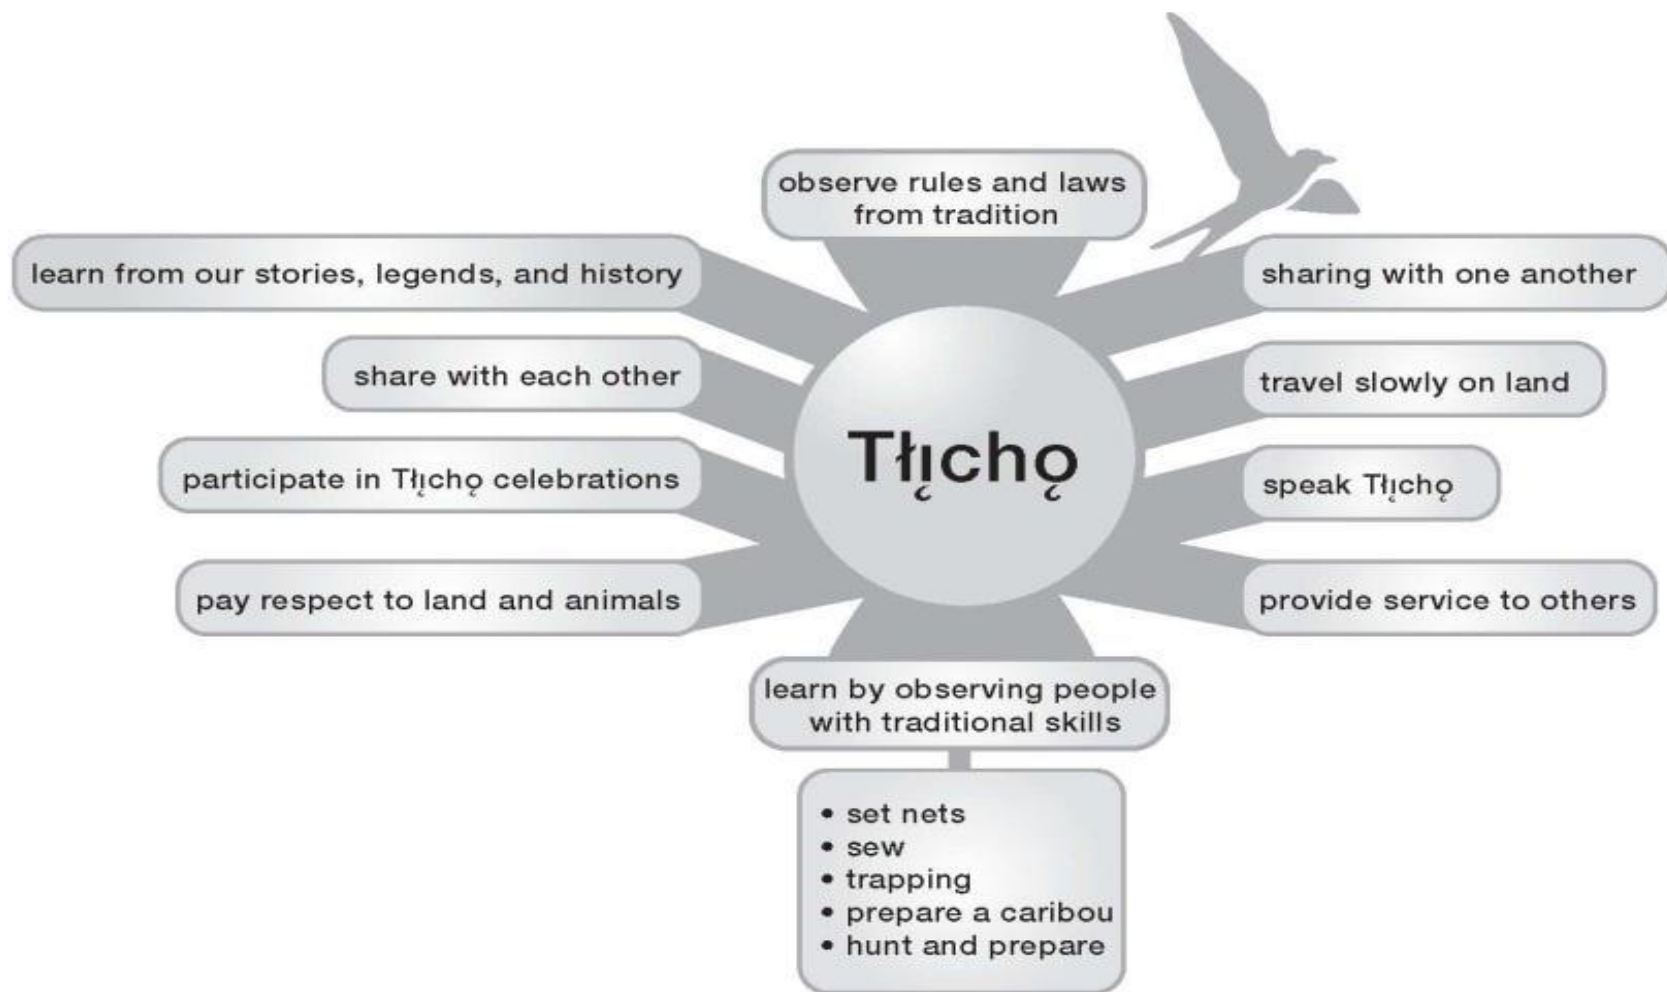 observe rules and laws
from tradition
learn from our stories, legends, and history
sharing with one another
share with each other
travel slowly on land
Tłı̨chǫ
participate in Tłı̨chǫ celebrations
speak Tłı̨chǫ
pay respect to land and animals
provide service to others
learn by observing people
with traditional skills
• set nets
• sew
• trapping
• prepare a caribou
• hunt and prepare